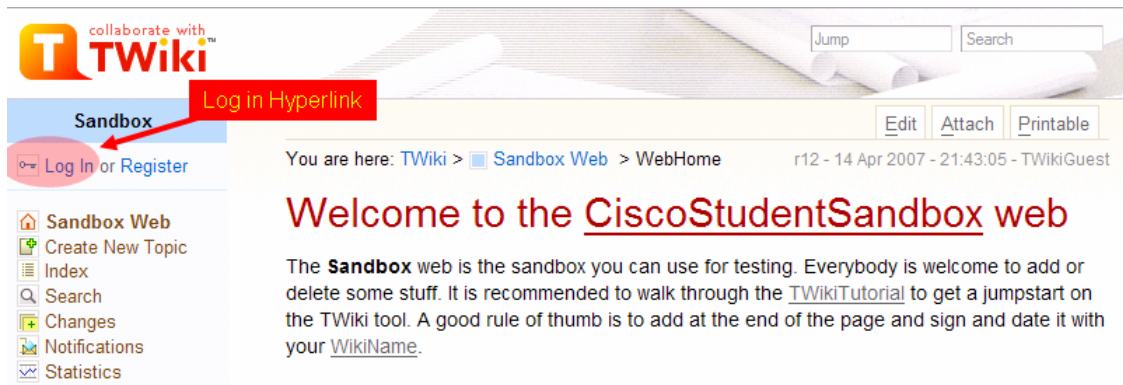 collaborate with
TWiki™
Jump
Search
Log in Hyperlink
Sandbox
Edit
Attach
Printable
Log In or Register
You are here: TWiki > Sandbox Web > WebHome
r12 - 14 Apr 2007 - 21:43:05 - TWikiGuest
Sandbox Web
Create New Topic
Index
Search
Changes
Notifications
Statistics
Welcome to the CiscoStudentSandbox web
The Sandbox web is the sandbox you can use for testing. Everybody is welcome to add or
delete some stuff. It is recommended to walk through the TWikiTutorial to get a jumpstart on
the TWiki tool. A good rule of thumb is to add at the end of the page and sign and date it with
your WikiName.